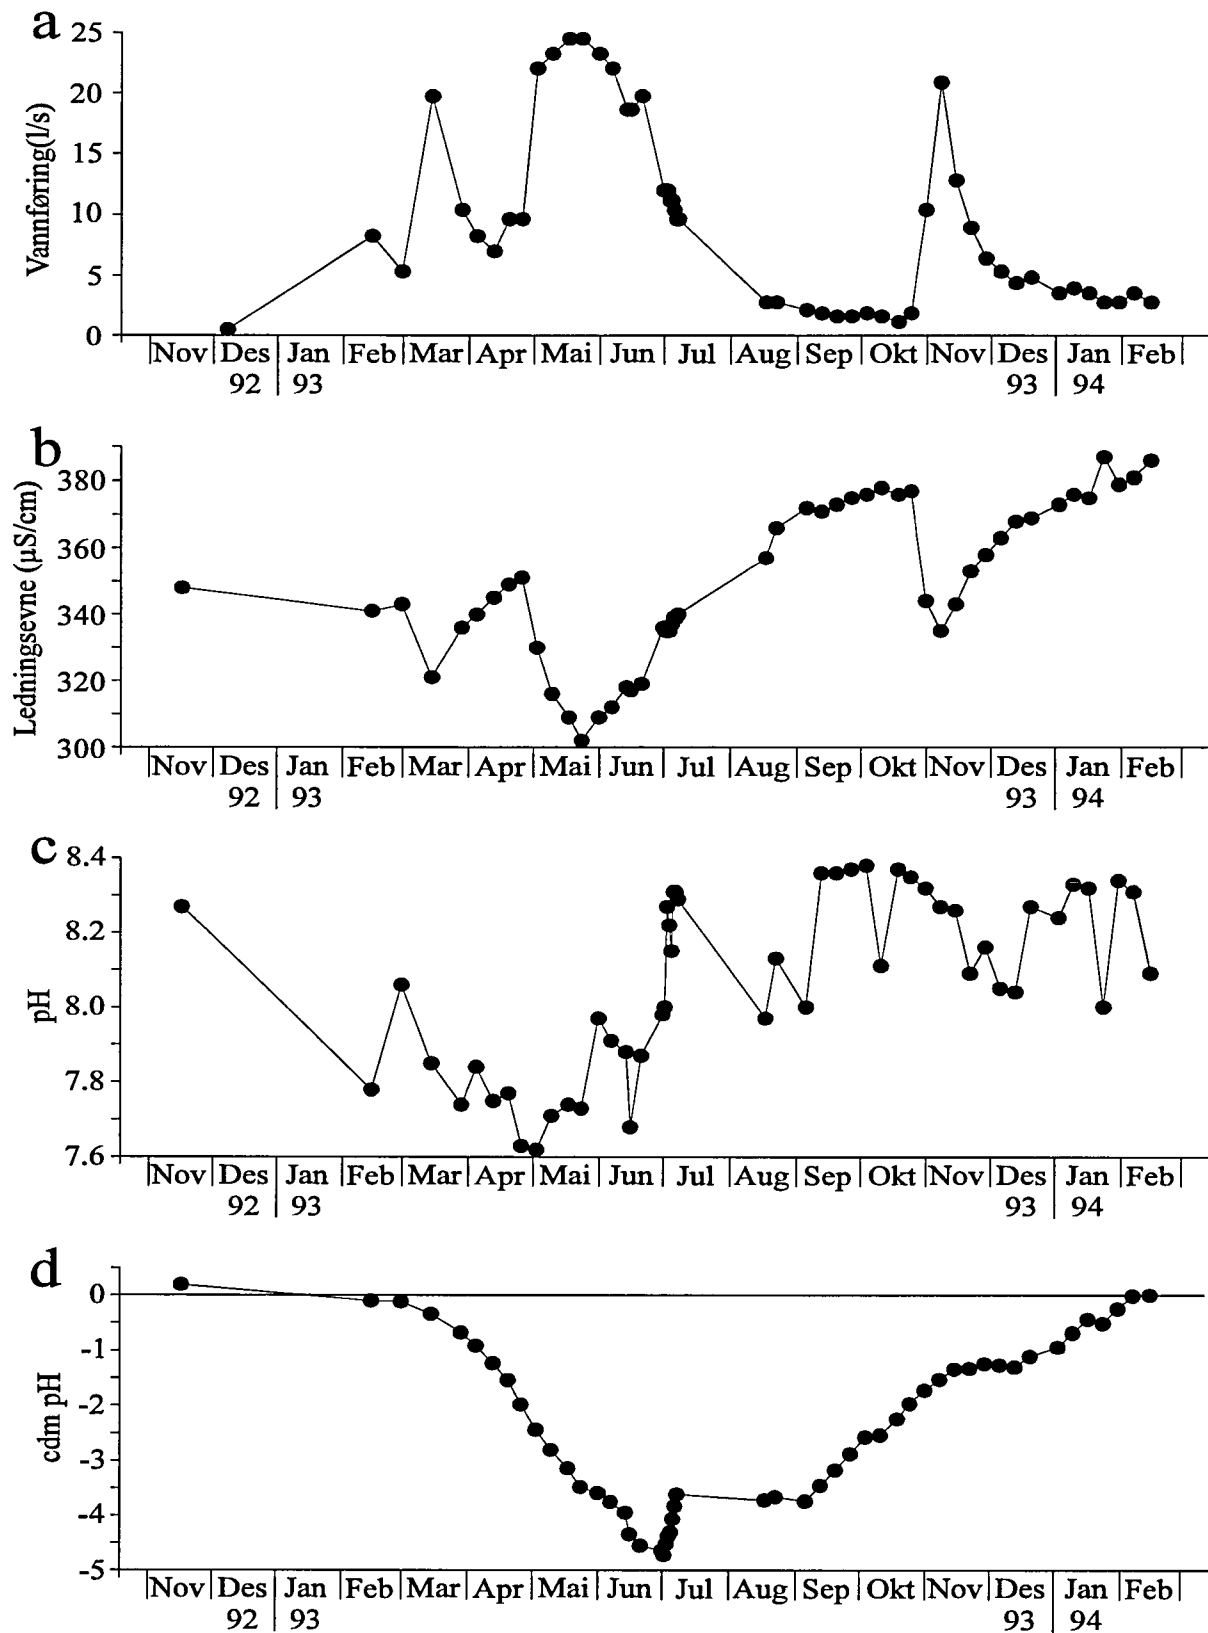 a
Vannføring(l/s)
25
20
15
10
5
0
Nov Des Jan Feb Mar Apr Mai Jun Jul Aug Sep Okt Nov Des Jan Feb
92 93 93 94
b
Ledningsevne (µS/cm)
380
360
340
320
300
Nov Des Jan Feb Mar Apr Mai Jun Jul Aug Sep Okt Nov Des Jan Feb
92 93 93 94
c
pH
8.4
8.2
8.0
7.8
7.6
Nov Des Jan Feb Mar Apr Mai Jun Jul Aug Sep Okt Nov Des Jan Feb
92 93 93 94
d
cdm pH
0
-1
-2
-3
-4
-5
Nov Des Jan Feb Mar Apr Mai Jun Jul Aug Sep Okt Nov Des Jan Feb
92 93 93 94